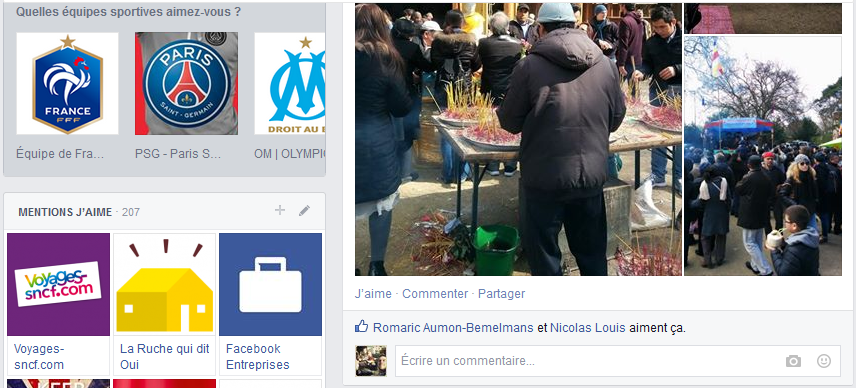 Quelles équipes sportives aimez-vous ?
FRANCE
FFF
PARIS
SAINT-GERMAIN
DROIT AU B
Équipe de Fra...
PSG - Paris S...
OM | OLYMPIQ
MENTIONS J'AIME · 207
Voyages-
sncf.com
Voyages-
sncf.com
La Ruche qui dit
Oui
Facebook
Entreprises
KEEP
J'aime · Commenter · Partager
Romaric Aumon-Bemelmans et Nicolas Louis aiment ça.
Écrire un commentaire...